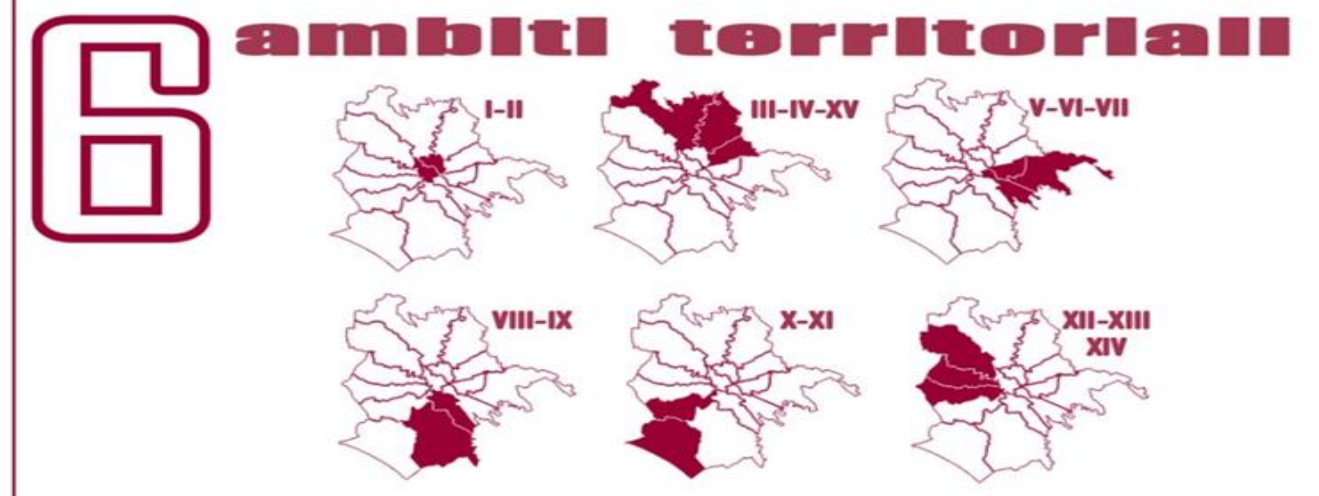 6 ambiti territoriali
I-II
III-IV-XV
V-VI-VII
VIII-IX
X-XI
XII-XIII
XIV